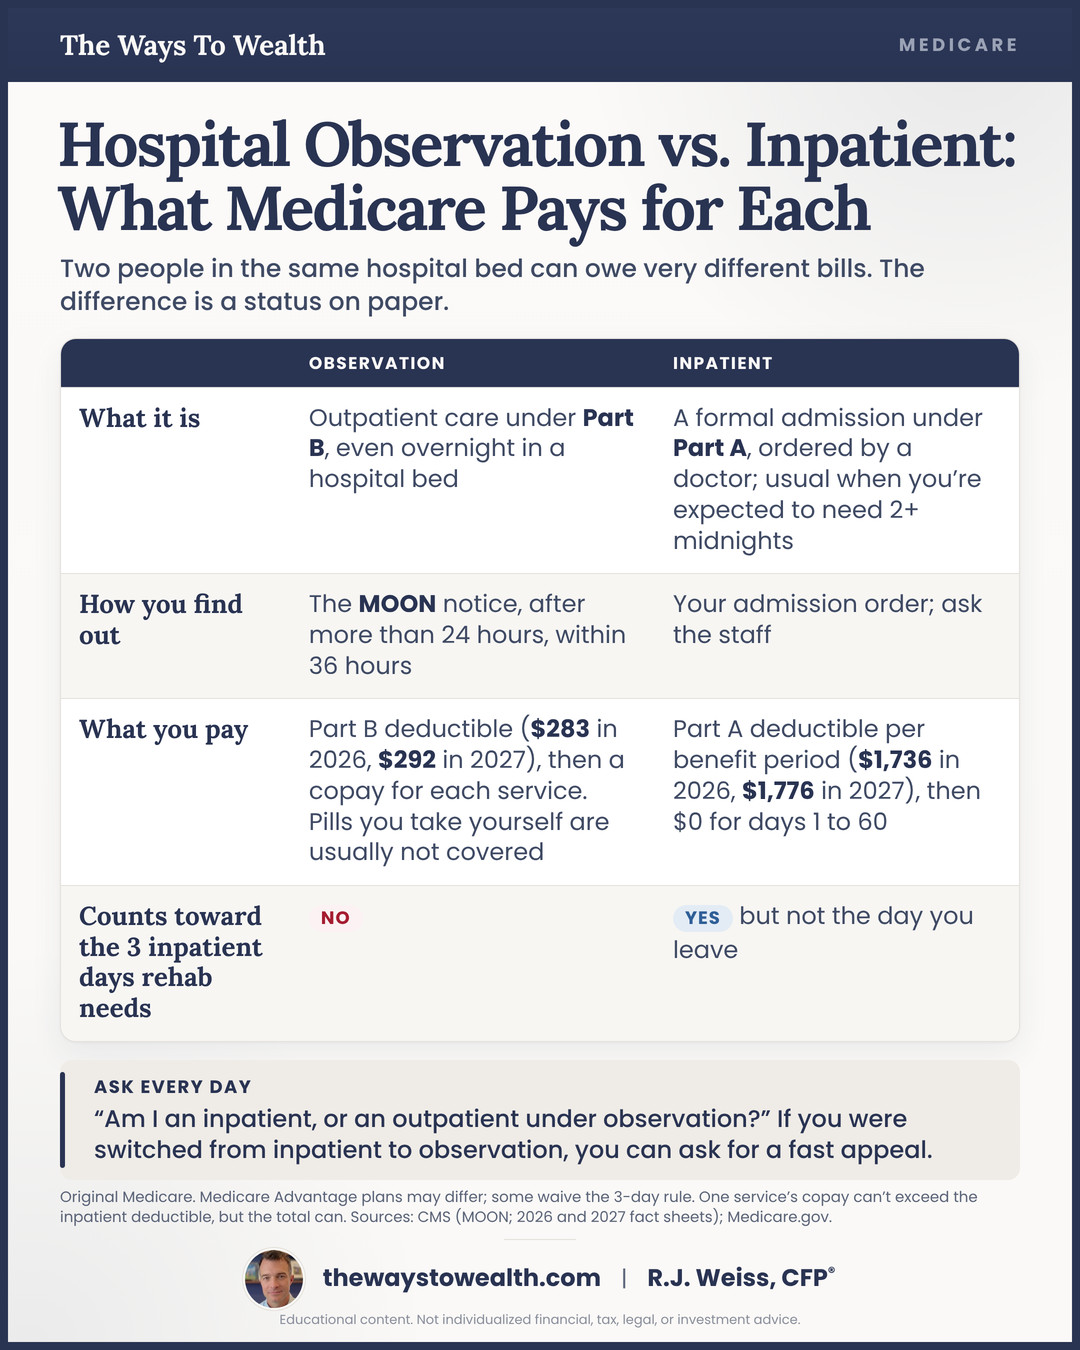 The Ways To Wealth
MEDICARE
Hospital Observation vs. Inpatient:
What Medicare Pays for Each
Two people in the same hospital bed can owe very different bills. The
difference is a status on paper.
OBSERVATION
INPATIENT
What it is
Outpatient care under Part
B, even overnight in a
hospital bed
A formal admission under
Part A, ordered by a
doctor; usual when you’re
expected to need 2+
midnights
How you find
out
The MOON notice, after
more than 24 hours, within
36 hours
Your admission order; ask
the staff
What you pay
Part B deductible ($283 in
2026, $292 in 2027), then a
copay for each service.
Pills you take yourself are
usually not covered
Part A deductible per
benefit period ($1,736 in
2026, $1,776 in 2027), then
$0 for days 1 to 60
Counts toward
the 3 inpatient
days rehab
needs
NO
YES but not the day you
leave
ASK EVERY DAY
“Am I an inpatient, or an outpatient under observation?” If you were
switched from inpatient to observation, you can ask for a fast appeal.
Original Medicare. Medicare Advantage plans may differ; some waive the 3-day rule. One service’s copay can’t exceed the
inpatient deductible, but the total can. Sources: CMS (MOON; 2026 and 2027 fact sheets); Medicare.gov.
thewaystowealth.com | R.J. Weiss, CFP®
Educational content. Not individualized financial, tax, legal, or investment advice.